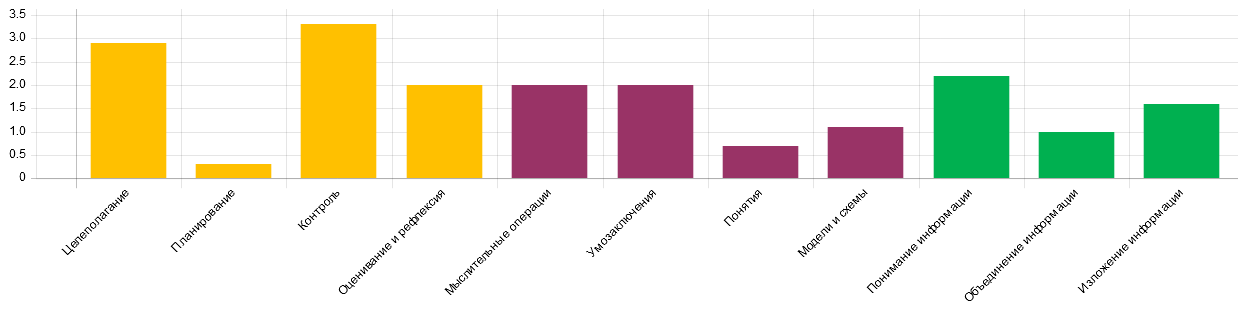 3.5
3.0
2.5
2.0
1.5
1.0
0.5
0
Целеполагание
Планирование
Контроль
Оценивание и рефлексия
Мыслительные операции
Умозаключения
Понятия
Модели и схемы
Понимание информации
Объединение информации
Изложение информации